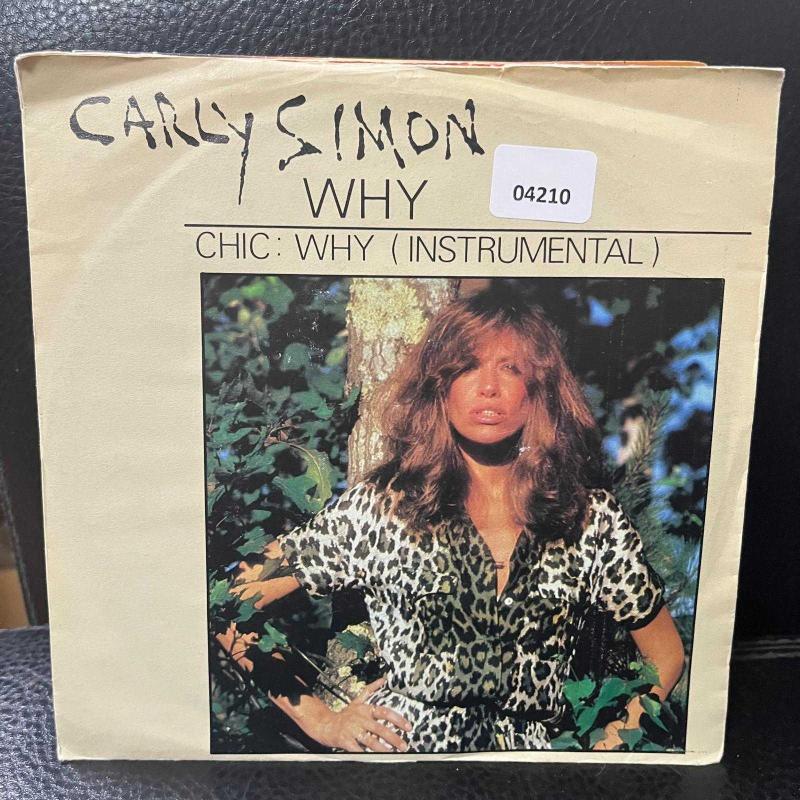 CARLY SIMON
WHY
04210
CHIC: WHY (INSTRUMENTAL)